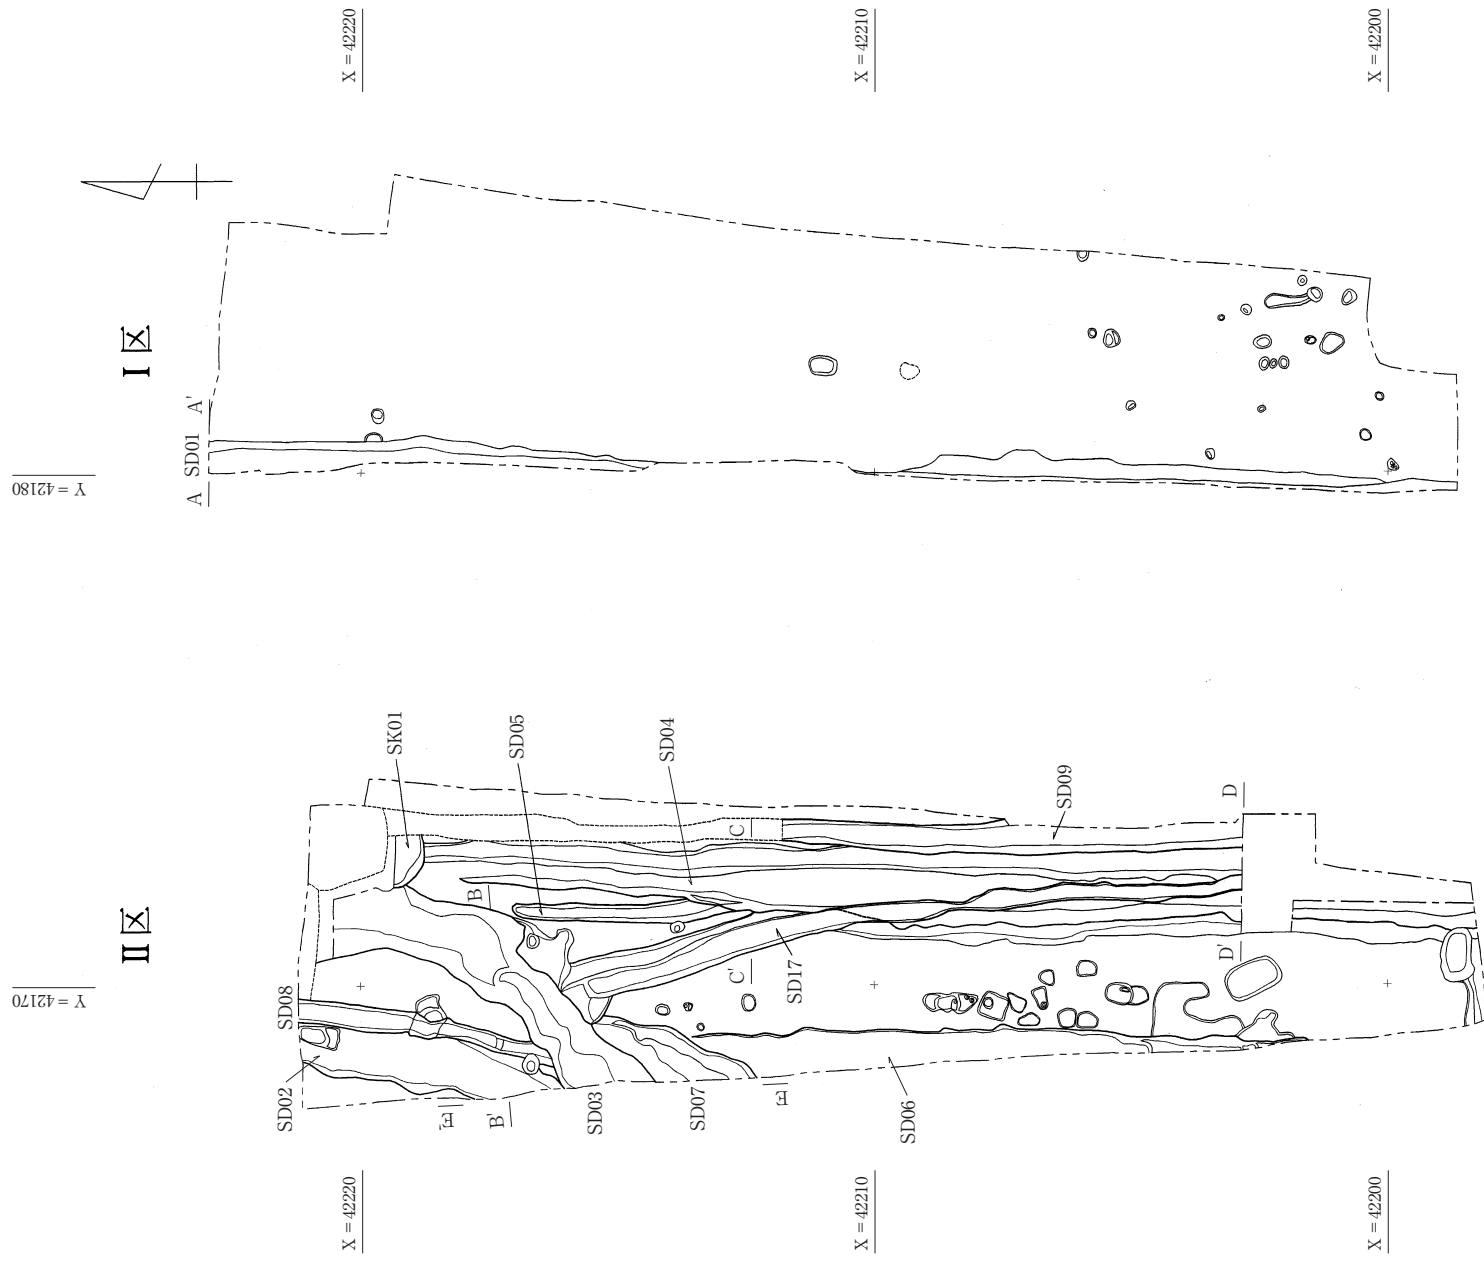 X = 42220
X = 42210
X = 42200
Ⅰ区
A'
SD01
A
Y = 42180
SK01
SD05
SD04
SD09
D
C
B
Ⅱ区
Y = 42170
SD08
C'
SD17
D'
SD02
E'
B'
SD03
SD07
E
SD06
X = 42220
X = 42210
X = 42200